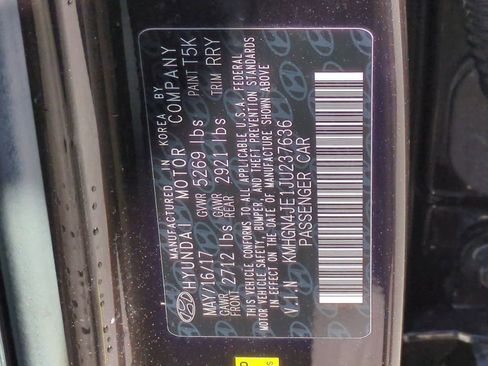 MANUFACTURED IN KOREA BY
HYUNDAI MOTOR COMPANY
MAY/16/17 GVWR 5269 lbs PAINT T5K
GAWR FRONT 2712 lbs GAWR REAR 2921 lbs TRIM RRY
THIS VEHICLE CONFORMS TO ALL APPLICABLE U.S.A. FEDERAL
MOTOR VEHICLE SAFETY, BUMPER, AND THEFT PREVENTION STANDARDS
IN EFFECT ON THE DATE OF MANUFACTURE SHOWN ABOVE
V.I.N KMHGN4JE1JU237636
PASSENGER CAR